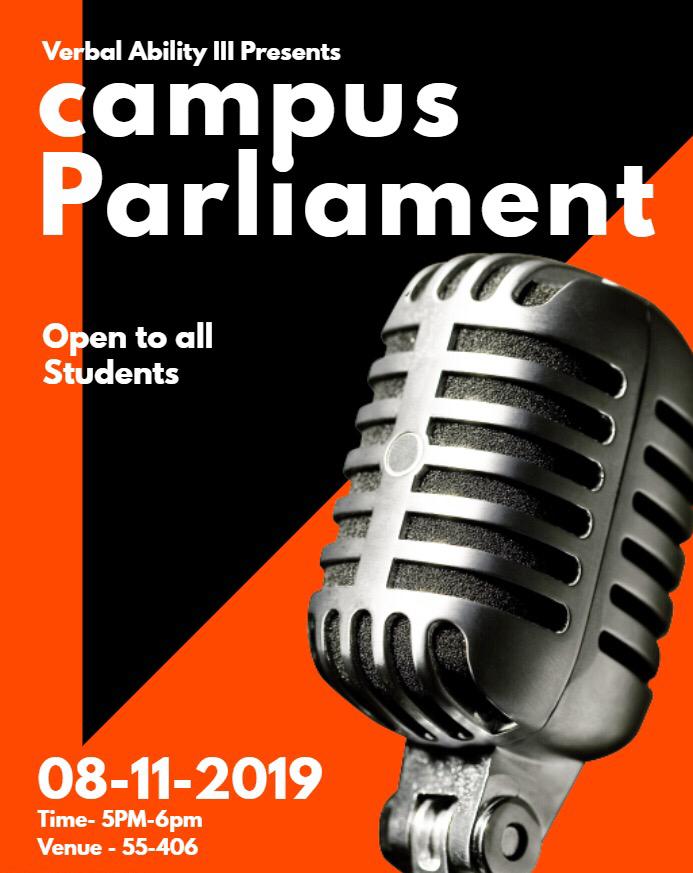 Verbal Ability III Presents
campus
Parliament
Open to all
Students
08-11-2019
Time- 5PM-6pm
Venue - 55-406